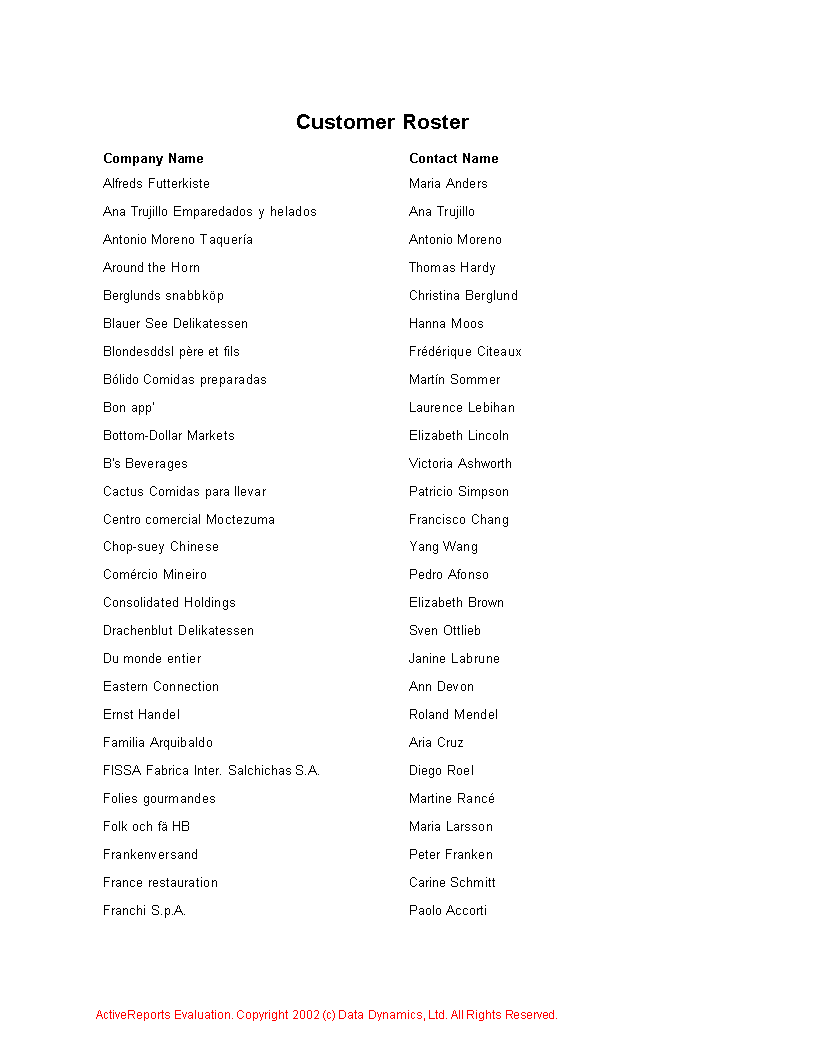 Customer Roster
Company Name Contact Name
Alfreds Futterkiste Maria Anders
Ana Trujillo Emparedados y helados Ana Trujillo
Antonio Moreno Taquería Antonio Moreno
Around the Horn Thomas Hardy
Berglunds snabbköp Christina Berglund
Blauer See Delikatessen Hanna Moos
Blondesddsl père et fils Frédérique Citeaux
Bólido Comidas preparadas Martín Sommer
Bon app' Laurence Lebihan
Bottom-Dollar Markets Elizabeth Lincoln
B's Beverages Victoria Ashworth
Cactus Comidas para llevar Patricio Simpson
Centro comercial Moctezuma Francisco Chang
Chop-suey Chinese Yang Wang
Comércio Mineiro Pedro Afonso
Consolidated Holdings Elizabeth Brown
Drachenblut Delikatessen Sven Ottlieb
Du monde entier Janine Labrune
Eastern Connection Ann Devon
Ernst Handel Roland Mendel
Familia Arquibaldo Aria Cruz
FISSA Fabrica Inter. Salchichas S.A. Diego Roel
Folies gourmandes Martine Rancé
Folk och fä HB Maria Larsson
Frankenversand Peter Franken
France restauration Carine Schmitt
Franchi S.p.A. Paolo Accorti
ActiveReports Evaluation. Copyright 2002 (c) Data Dynamics, Ltd. All Rights Reserved.